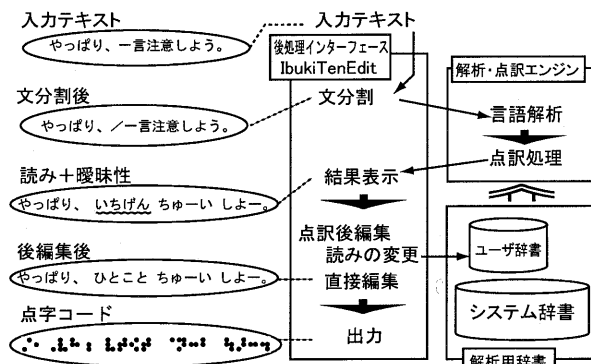 入力テキスト
やっぱり、一言注意しよう。
文分割後
やっぱり、／一言注意しよう。
読み＋曖昧性
やっぱり、 いちげん ちゅーい しよー。
後編集後
やっぱり、 ひとこと ちゅーい しよー。
点字コード
入力テキスト
後処理インターフェース
IbukiTenEdit
文分割
結果表示
点訳後編集
読みの変更
直接編集
出力
解析・点訳エンジン
言語解析
点訳処理
ユーザ辞書
システム辞書
解析用辞書